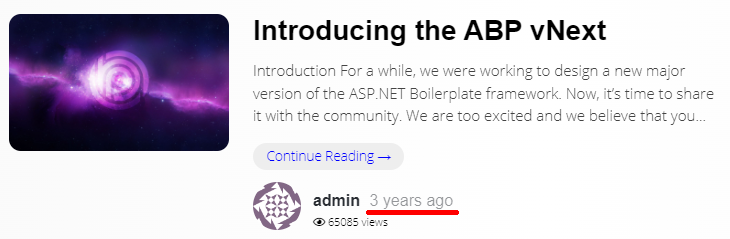 Introducing the ABP vNext
Introduction For a while, we were working to design a new major
version of the ASP.NET Boilerplate framework. Now, it’s time to share
it with the community. We are too excited and we believe that you...
Continue Reading →
admin 3 years ago
65085 views